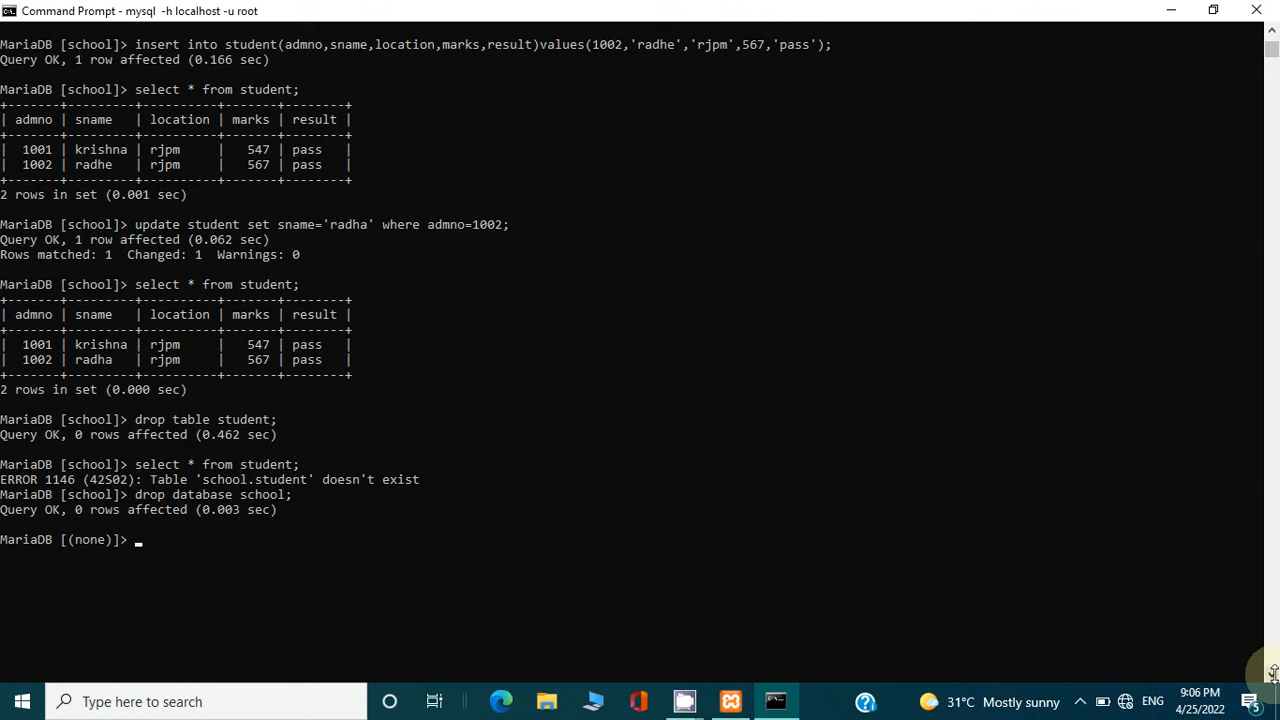 Command Prompt - mysql -h localhost -u root
MariaDB [school]> insert into student(admno,sname,location,marks,result)values(1002,'radhe','rjpm',567,'pass');
Query OK, 1 row affected (0.166 sec)
MariaDB [school]> select * from student;
+-------+---------+----------+-------+--------+
| admno | sname   | location | marks | result |
+-------+---------+----------+-------+--------+
|  1001 | krishna | rjpm     |   547 | pass   |
|  1002 | radhe   | rjpm     |   567 | pass   |
+-------+---------+----------+-------+--------+
2 rows in set (0.001 sec)
MariaDB [school]> update student set sname='radha' where admno=1002;
Query OK, 1 row affected (0.062 sec)
Rows matched: 1  Changed: 1  Warnings: 0
MariaDB [school]> select * from student;
+-------+---------+----------+-------+--------+
| admno | sname   | location | marks | result |
+-------+---------+----------+-------+--------+
|  1001 | krishna | rjpm     |   547 | pass   |
|  1002 | radha   | rjpm     |   567 | pass   |
+-------+---------+----------+-------+--------+
2 rows in set (0.000 sec)
MariaDB [school]> drop table student;
Query OK, 0 rows affected (0.462 sec)
MariaDB [school]> select * from student;
ERROR 1146 (42S02): Table 'school.student' doesn't exist
MariaDB [school]> drop database school;
Query OK, 0 rows affected (0.003 sec)
MariaDB [(none)]> _
Type here to search
31°C Mostly sunny
ENG
9:06 PM
4/25/2022
5